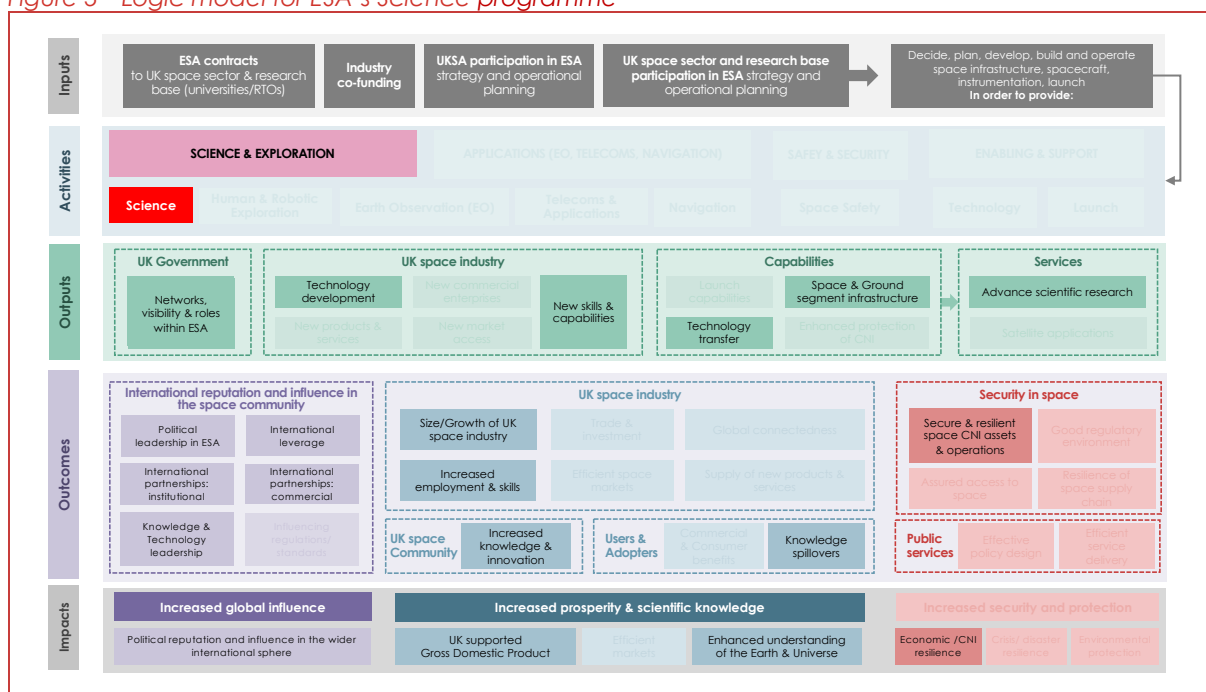 Figure 3 Logic model for ESA's Science programme
Inputs
ESA contracts
to UK space sector & research
base (universities/RTOs)
Industry
co-funding
UKSA participation in ESA
strategy and operational
planning
UK space sector and research base
participation in ESA strategy and
operational planning
Decide, plan, develop, build and operate
space infrastructure, spacecraft,
instrumentation, launch
In order to provide:
Activities
SCIENCE & EXPLORATION
APPLICATIONS (EO, TELECOMS, NAVIGATION)
SAFEY & SECURITY
ENABLING & SUPPORT
Science
Human & Robotic
Exploration
Earth Observation (EO)
Telecoms &
Applications
Navigation
Space Safety
Technology
Launch
Outputs
UK Government
Networks,
visibility & roles
within ESA
UK space industry
Technology
development
New commercial
enterprises
New products &
services
New market
access
New skills &
capabilities
Capabilities
Launch
capabilities
Space & Ground
segment infrastructure
Technology
transfer
Enhanced protection
of CNI
Services
Advance scientific research
Satellite applications
Outcomes
International reputation and influence in
the space community
Political
leadership in ESA
International
leverage
International
partnerships:
institutional
International
partnerships:
commercial
Knowledge &
Technology
leadership
Influencing
regulations/
standards
UK space industry
Size/Growth of UK
space industry
Trade &
Investment
Global connectedness
Increased
employment & skills
Efficient space
markets
Supply of new products &
services
UK space
Community
Increased
knowledge &
innovation
Users &
Adopters
Commercial
& Consumer
benefits
Knowledge
spillovers
Security in space
Secure & resilient
space CNI assets
& operations
Good regulatory
environment
Assured access to
space
Resilience of
space supply
chain
Public
services
Effective
policy design
Efficient
service
delivery
Impacts
Increased global influence
Political reputation and influence in the wider
international sphere
Increased prosperity & scientific knowledge
UK supported
Gross Domestic Product
Efficient
markets
Enhanced understanding
of the Earth & Universe
Increased security and protection
Economic /CNI
resilience
Crisis/ disaster
resilience
Environmental
protection